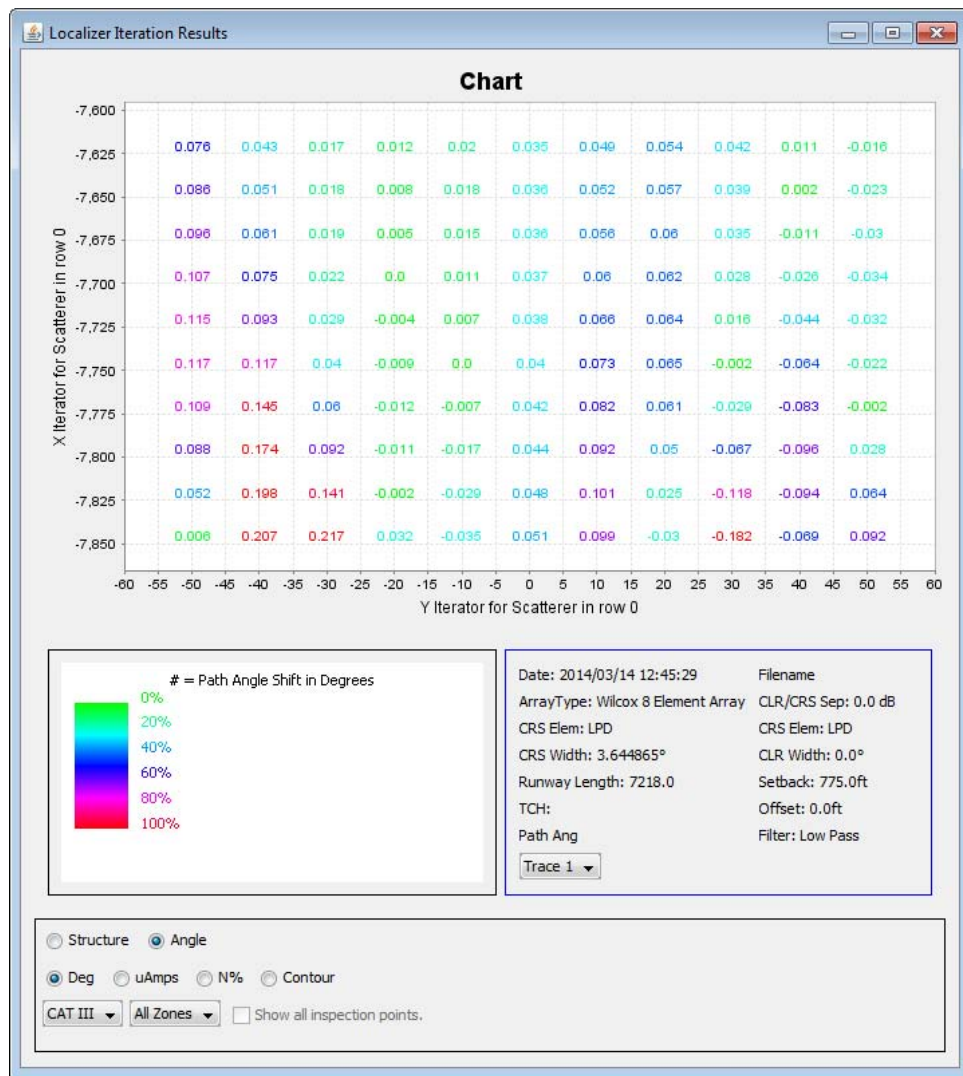 Localizer Iteration Results
Chart
X Iterator for Scatterer in row 0
-7,600
0.076 0.043 0.017 0.012 0.02 0.035 0.049 0.054 0.042 0.011 -0.016
-7,625
0.086 0.051 0.018 0.008 0.018 0.036 0.052 0.057 0.039 0.002 -0.023
-7,650
0.096 0.061 0.019 0.005 0.015 0.036 0.056 0.06 0.035 -0.011 -0.03
-7,675
0.107 0.075 0.022 0.0 0.011 0.037 0.06 0.062 0.028 -0.026 -0.034
-7,700
0.115 0.093 0.029 -0.004 0.007 0.038 0.066 0.064 0.016 -0.044 -0.032
-7,725
0.117 0.117 0.04 -0.009 0.0 0.04 0.073 0.065 -0.002 -0.064 -0.022
-7,750
0.109 0.145 0.06 -0.012 -0.007 0.042 0.082 0.061 -0.029 -0.083 -0.002
-7,775
0.088 0.174 0.092 -0.011 -0.017 0.044 0.092 0.05 -0.067 -0.096 0.028
-7,800
0.052 0.198 0.141 -0.002 -0.029 0.048 0.101 0.025 -0.118 -0.094 0.064
-7,825
0.006 0.207 0.217 0.032 -0.035 0.051 0.099 -0.03 -0.182 -0.069 0.092
-7,850
-60 -55 -50 -45 -40 -35 -30 -25 -20 -15 -10 -5 0 5 10 15 20 25 30 35 40 45 50 55 60
Y Iterator for Scatterer in row 0
# = Path Angle Shift in Degrees
0%
20%
40%
60%
80%
100%
Date: 2014/03/14 12:45:29 Filename
ArrayType: Wilcox 8 Element Array CLR/CRS Sep: 0.0 dB
CRS Elem: LPD CRS Elem: LPD
CRS Width: 3.644865° CLR Width: 0.0°
Runway Length: 7218.0 Setback: 775.0ft
TCH: Offset: 0.0ft
Path Ang Filter: Low Pass
Trace 1
Structure Angle
Deg uAmps N% Contour
CAT III All Zones Show all inspection points.